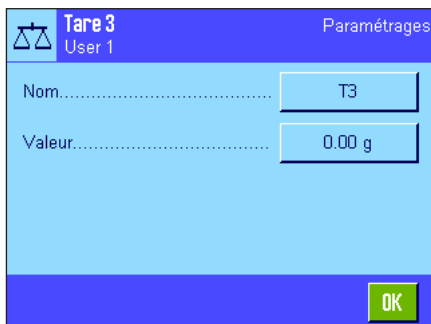 Tare 3
Paramétrages
User 1
Nom..................................... T3
Valeur.................................. 0.00 g
OK